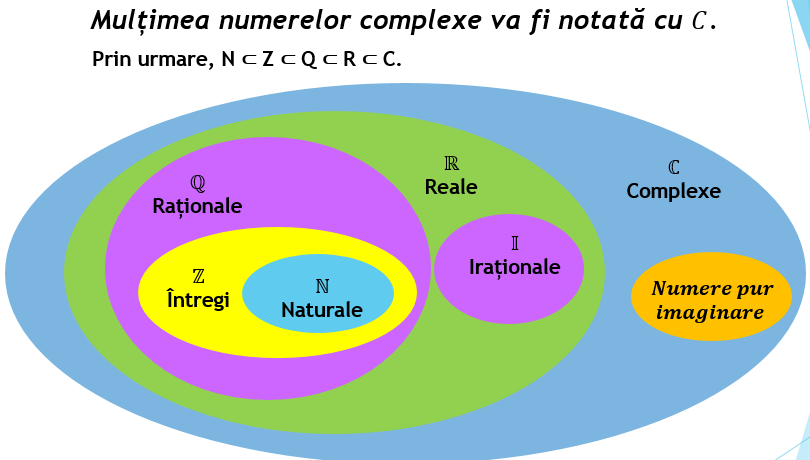 Mulțimea numerelor complexe va fi notată cu C.
Prin urmare, N ⊂ Z ⊂ Q ⊂ R ⊂ C.
ℝ
Reale
ℂ
Complexe
ℚ
Raționale
𝕀
Iraționale
ℤ
Întregi
ℕ
Naturale
Numere pur
imaginare